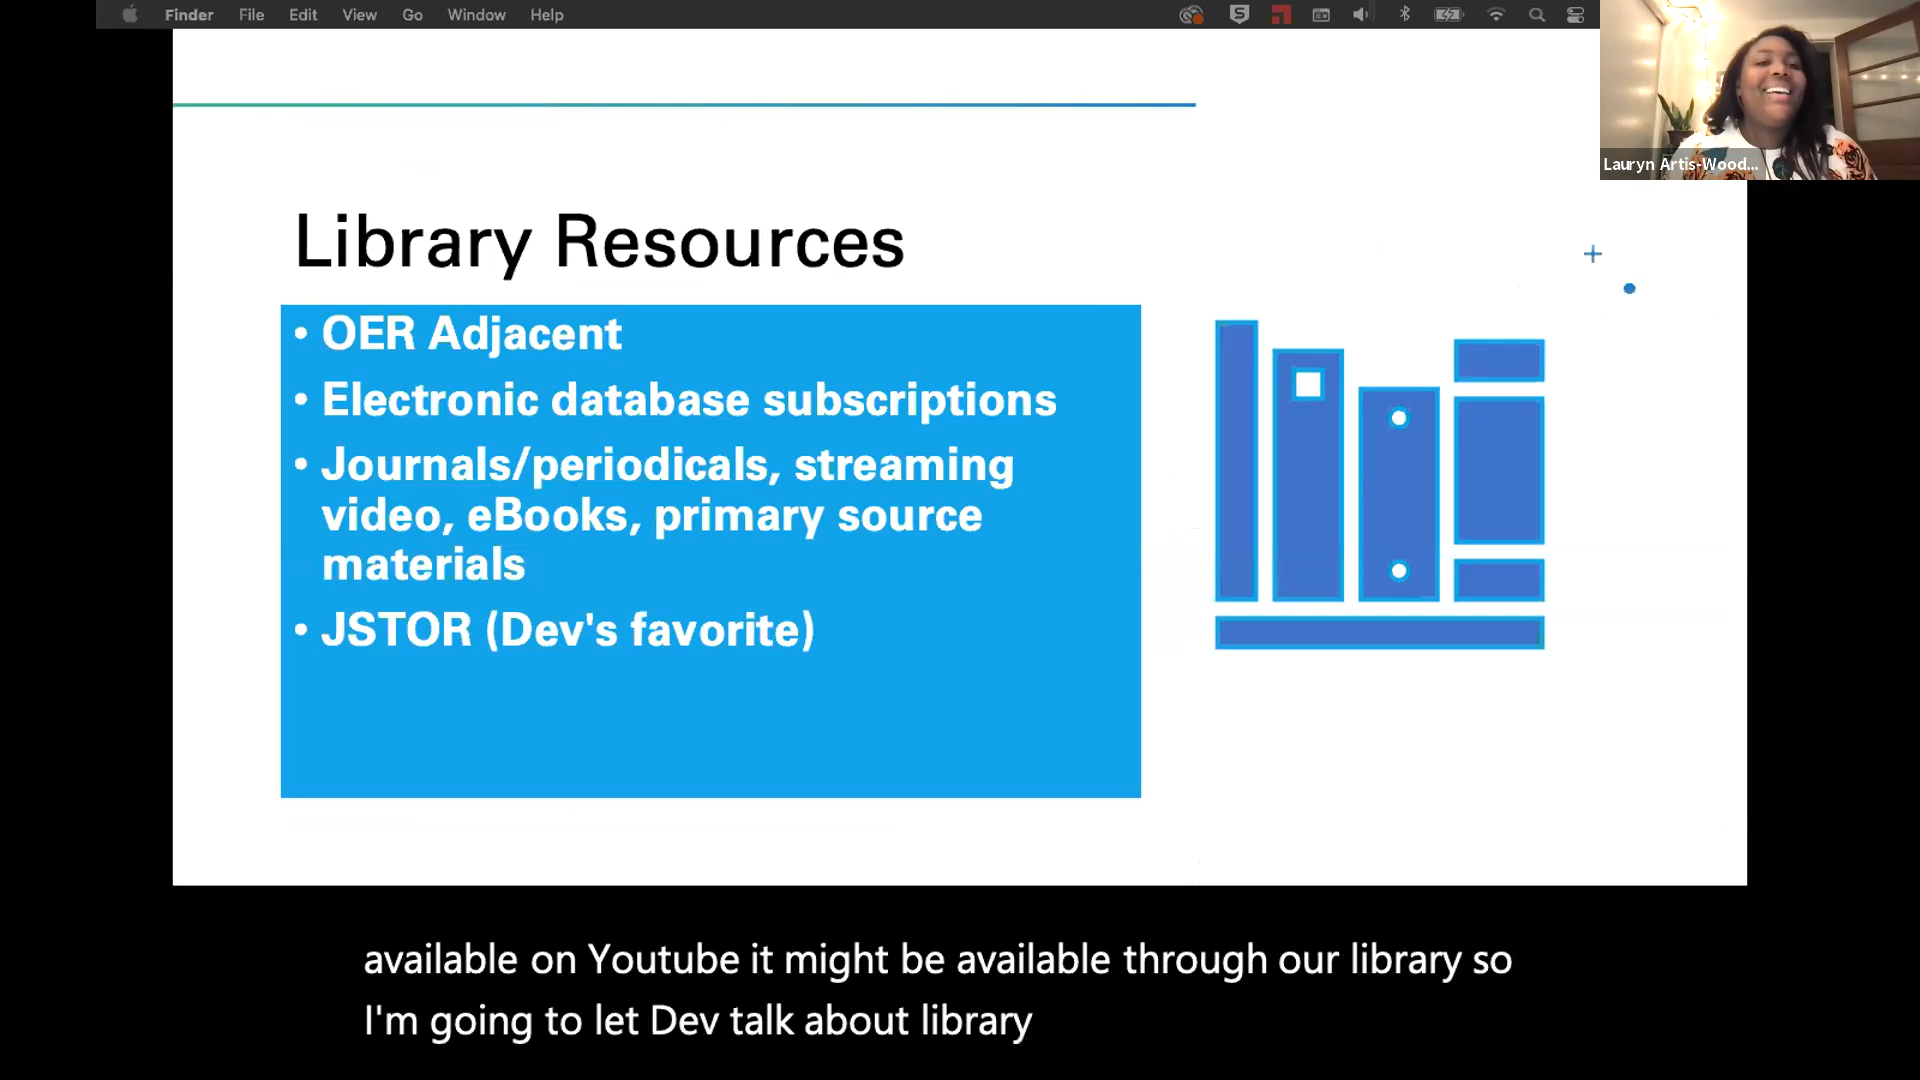 Finder File Edit View Go Window Help
Lauryn Artis-Wood...
Library Resources
• OER Adjacent
• Electronic database subscriptions
• Journals/periodicals, streaming
video, eBooks, primary source
materials
• JSTOR (Dev's favorite)
available on Youtube it might be available through our library so
I'm going to let Dev talk about library